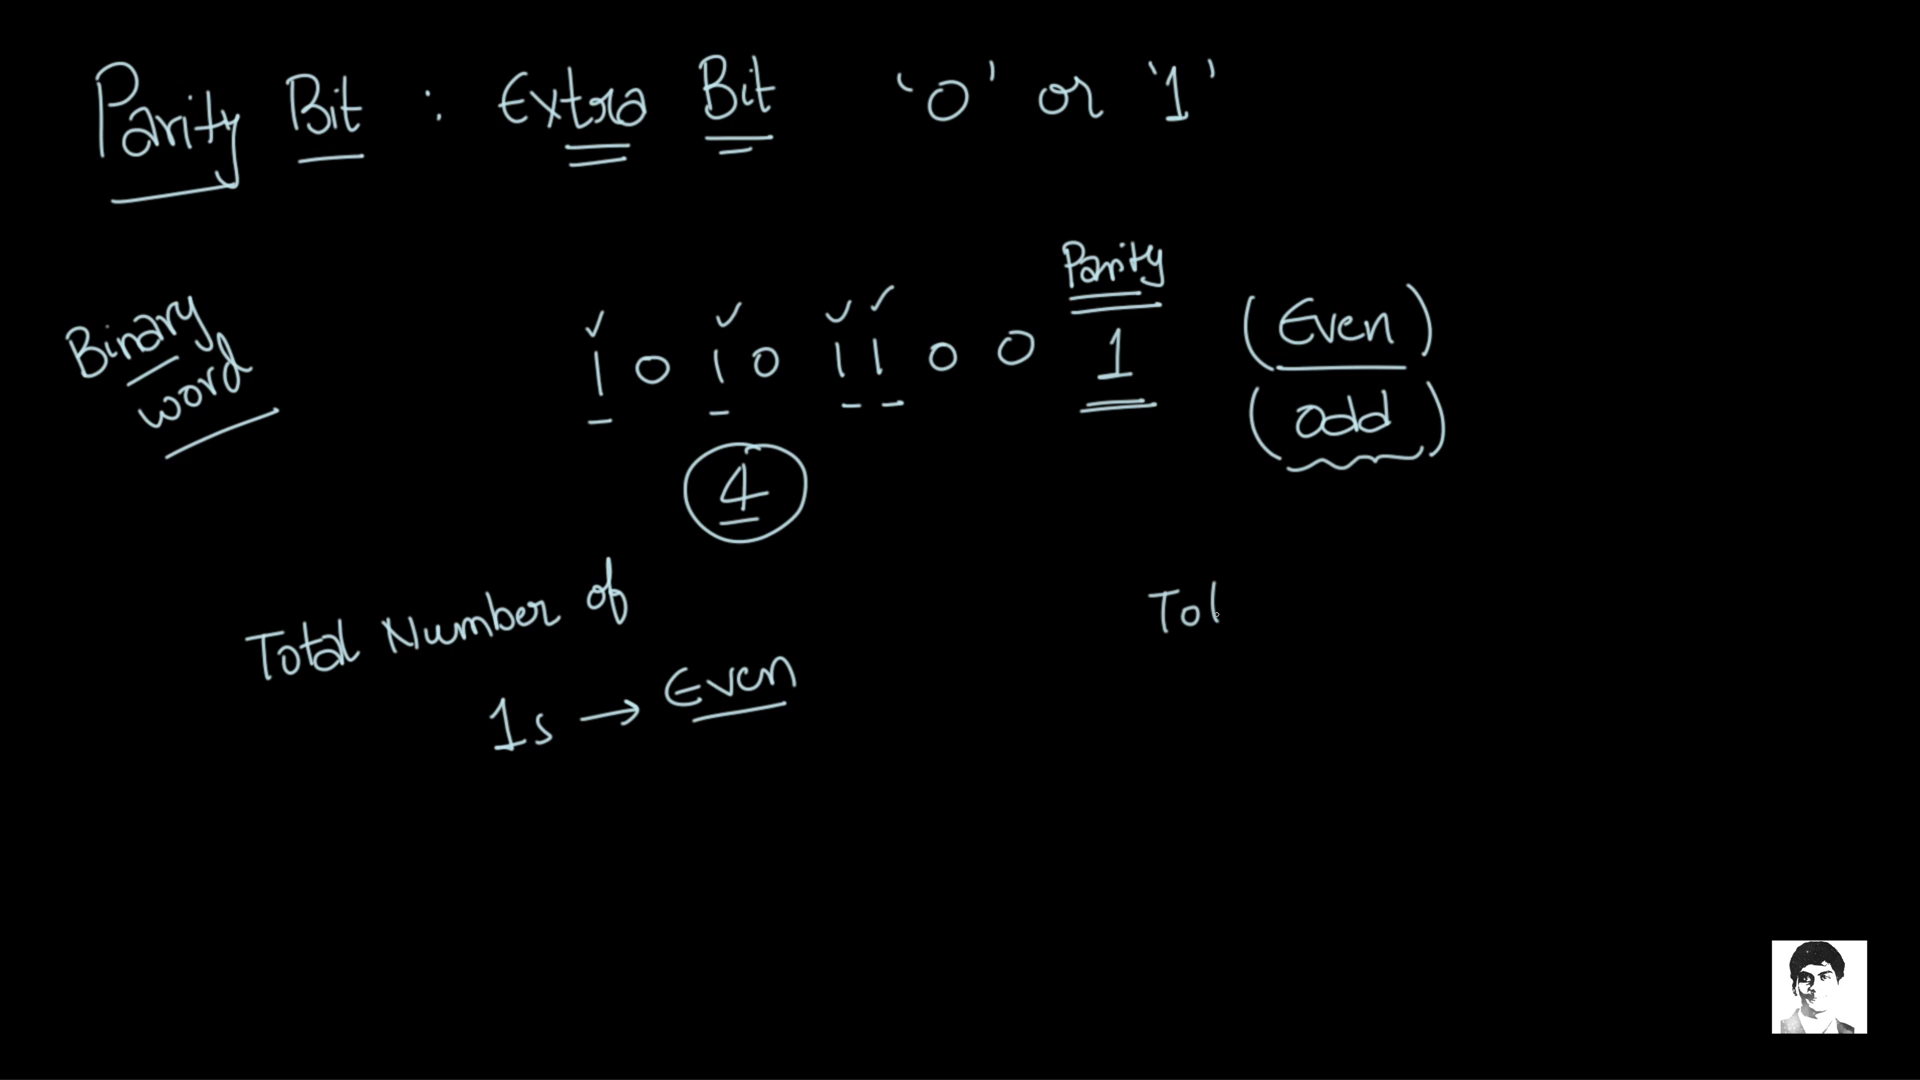 Parity Bit : Extra Bit '0' or '1'
Parity
Binary word
1 0 1 0 1 1 0 0 1
(Even)
(odd)
4
Total Number of
1s → Even
Tot